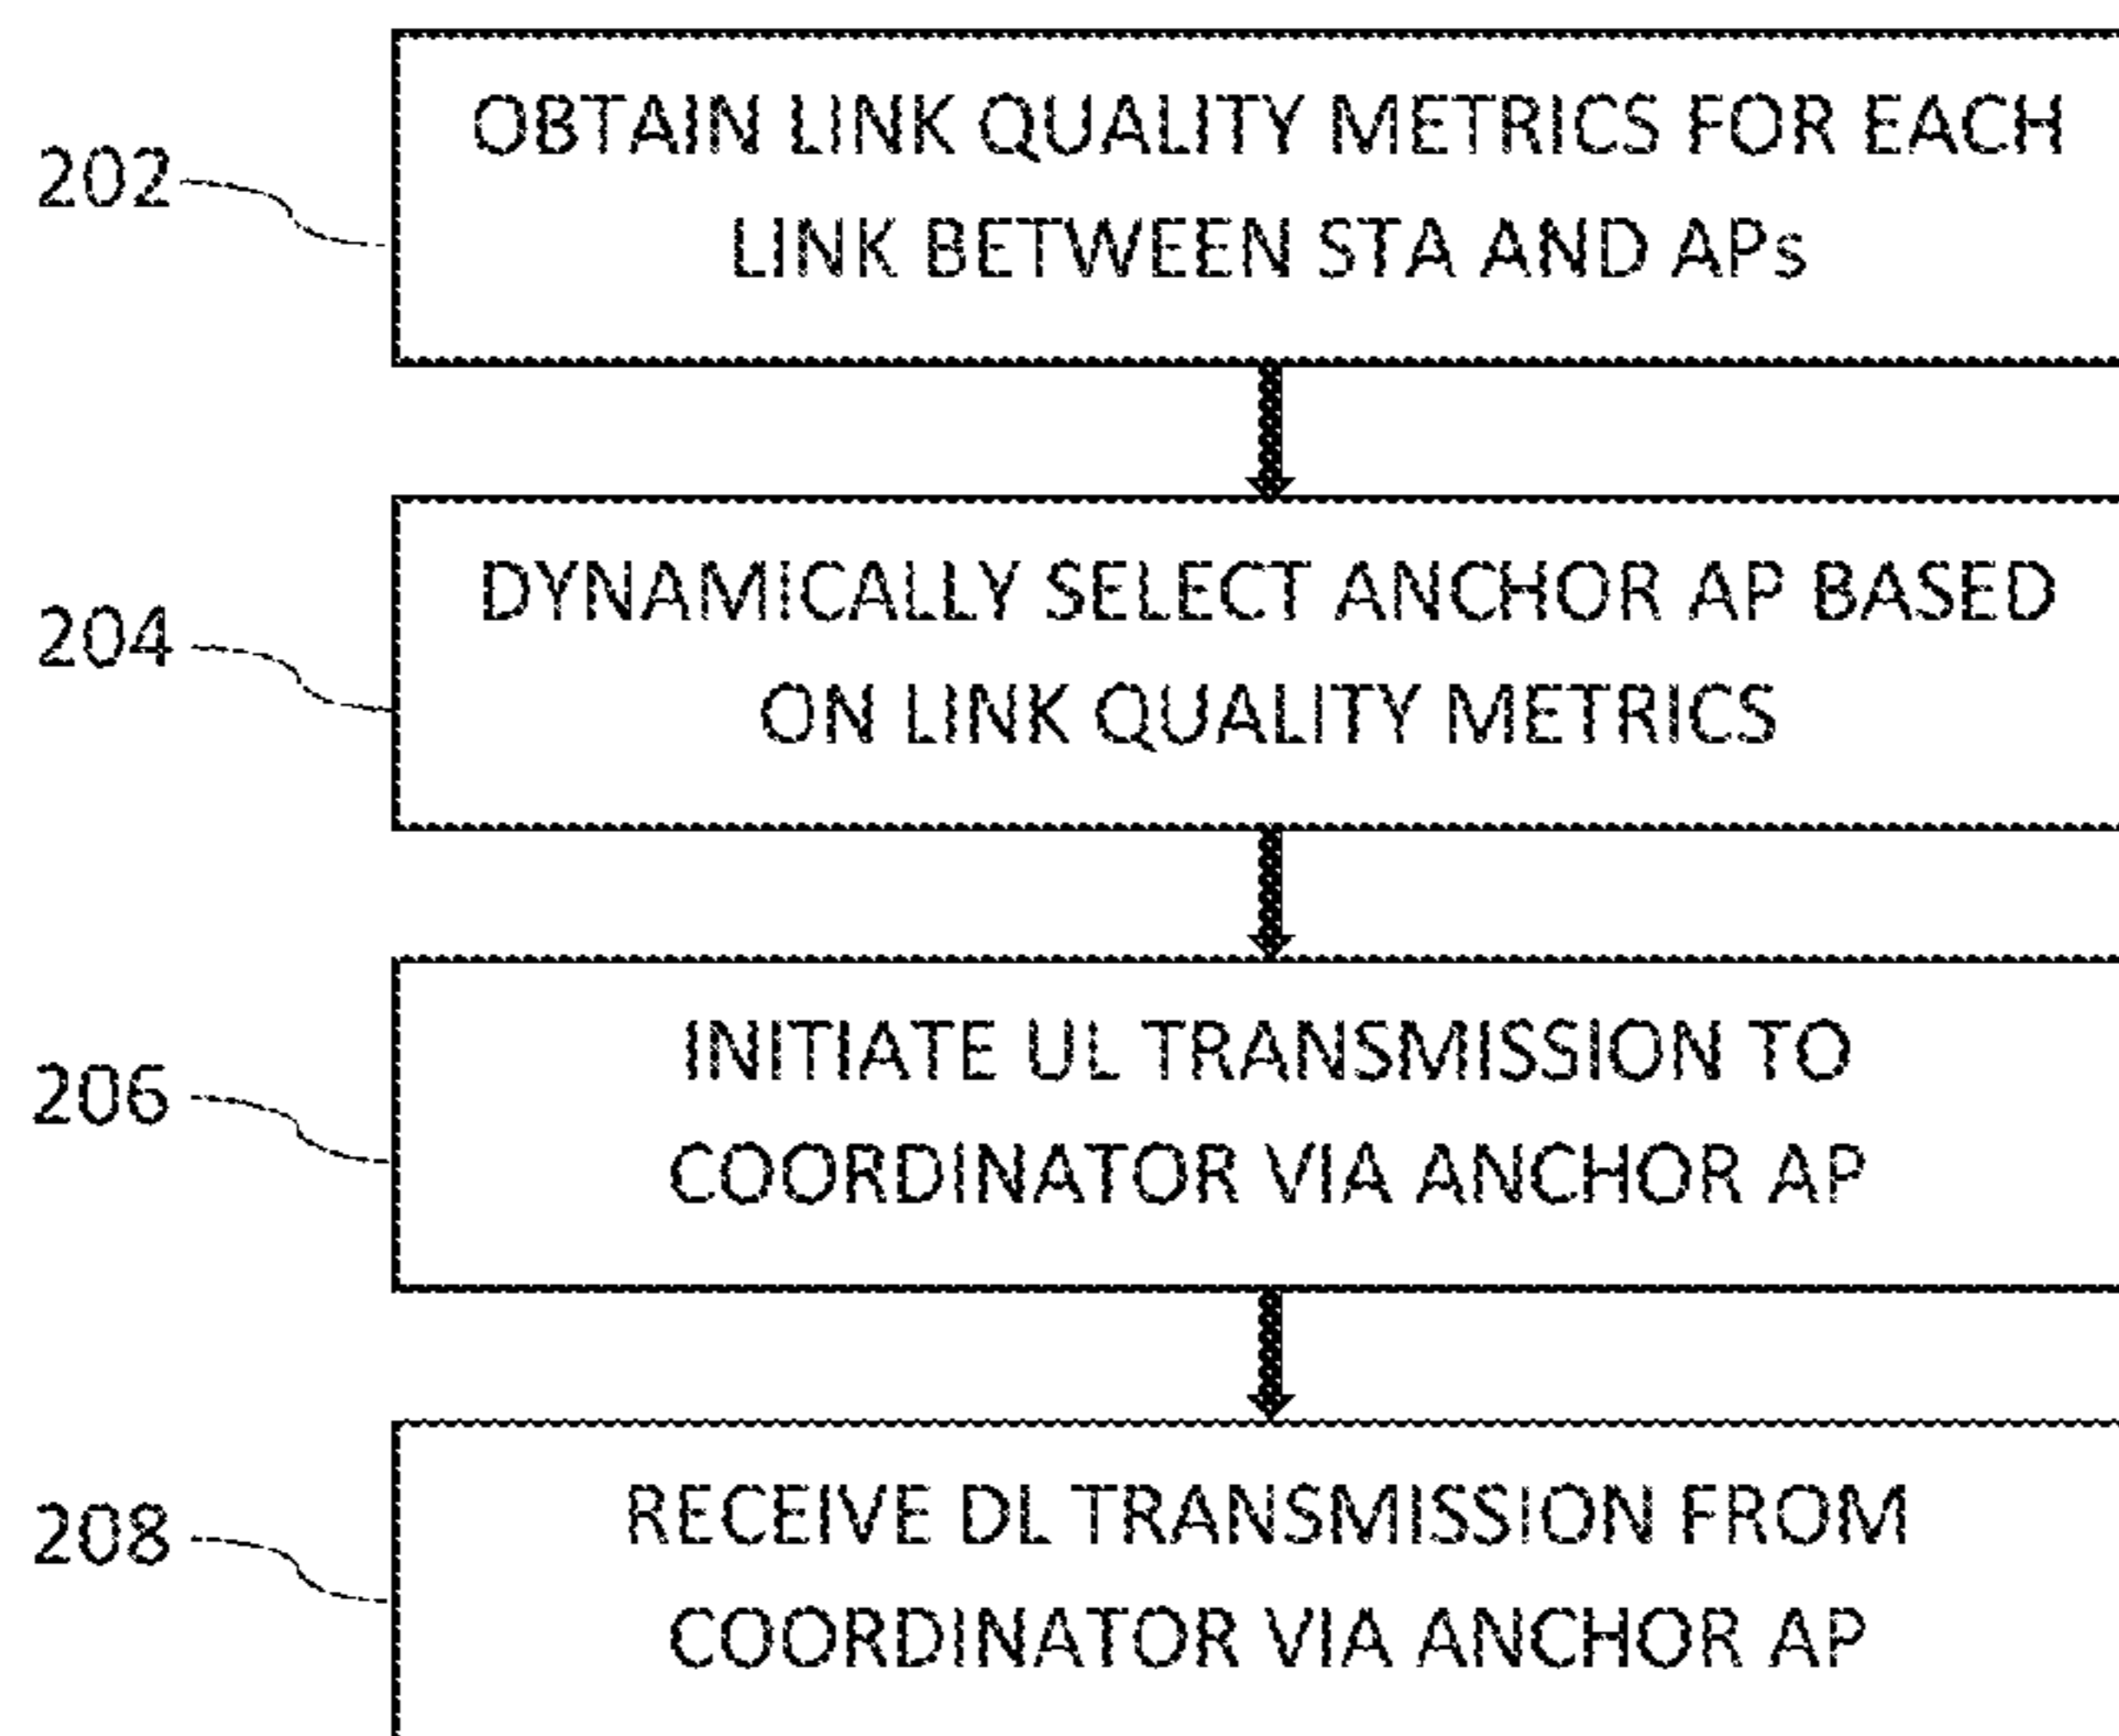 202
OBTAIN LINK QUALITY METRICS FOR EACH
LINK BETWEEN STA AND APs
204
DYNAMICALLY SELECT ANCHOR AP BASED
ON LINK QUALITY METRICS
206
INITIATE UL TRANSMISSION TO
COORDINATOR VIA ANCHOR AP
208
RECEIVE DL TRANSMISSION FROM
COORDINATOR VIA ANCHOR AP